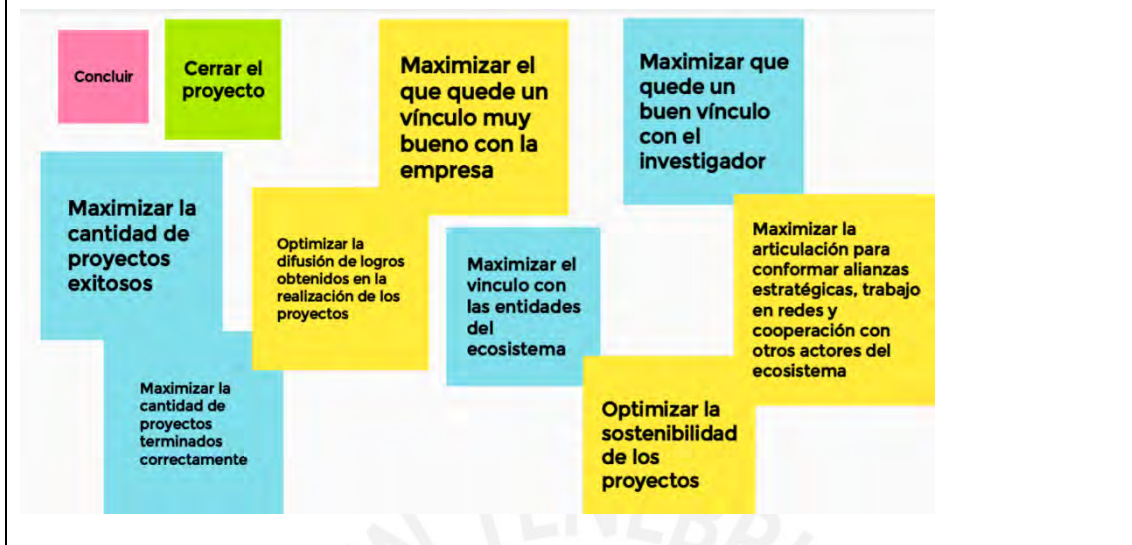 Concluir
Cerrar el
proyecto
Maximizar el
que quede un
vínculo muy
bueno con la
empresa
Maximizar que
quede un
buen vínculo
con el
investigador
Maximizar la
cantidad de
proyectos
exitosos
Optimizar la
difusión de logros
obtenidos en la
realización de los
proyectos
Maximizar el
vinculo con
las entidades
del
ecosistema
Maximizar la
articulación para
conformar alianzas
estratégicas, trabajo
en redes y
cooperación con
otros actores del
ecosistema
Maximizar la
cantidad de
proyectos
terminados
correctamente
Optimizar la
sostenibilidad
de los
proyectos